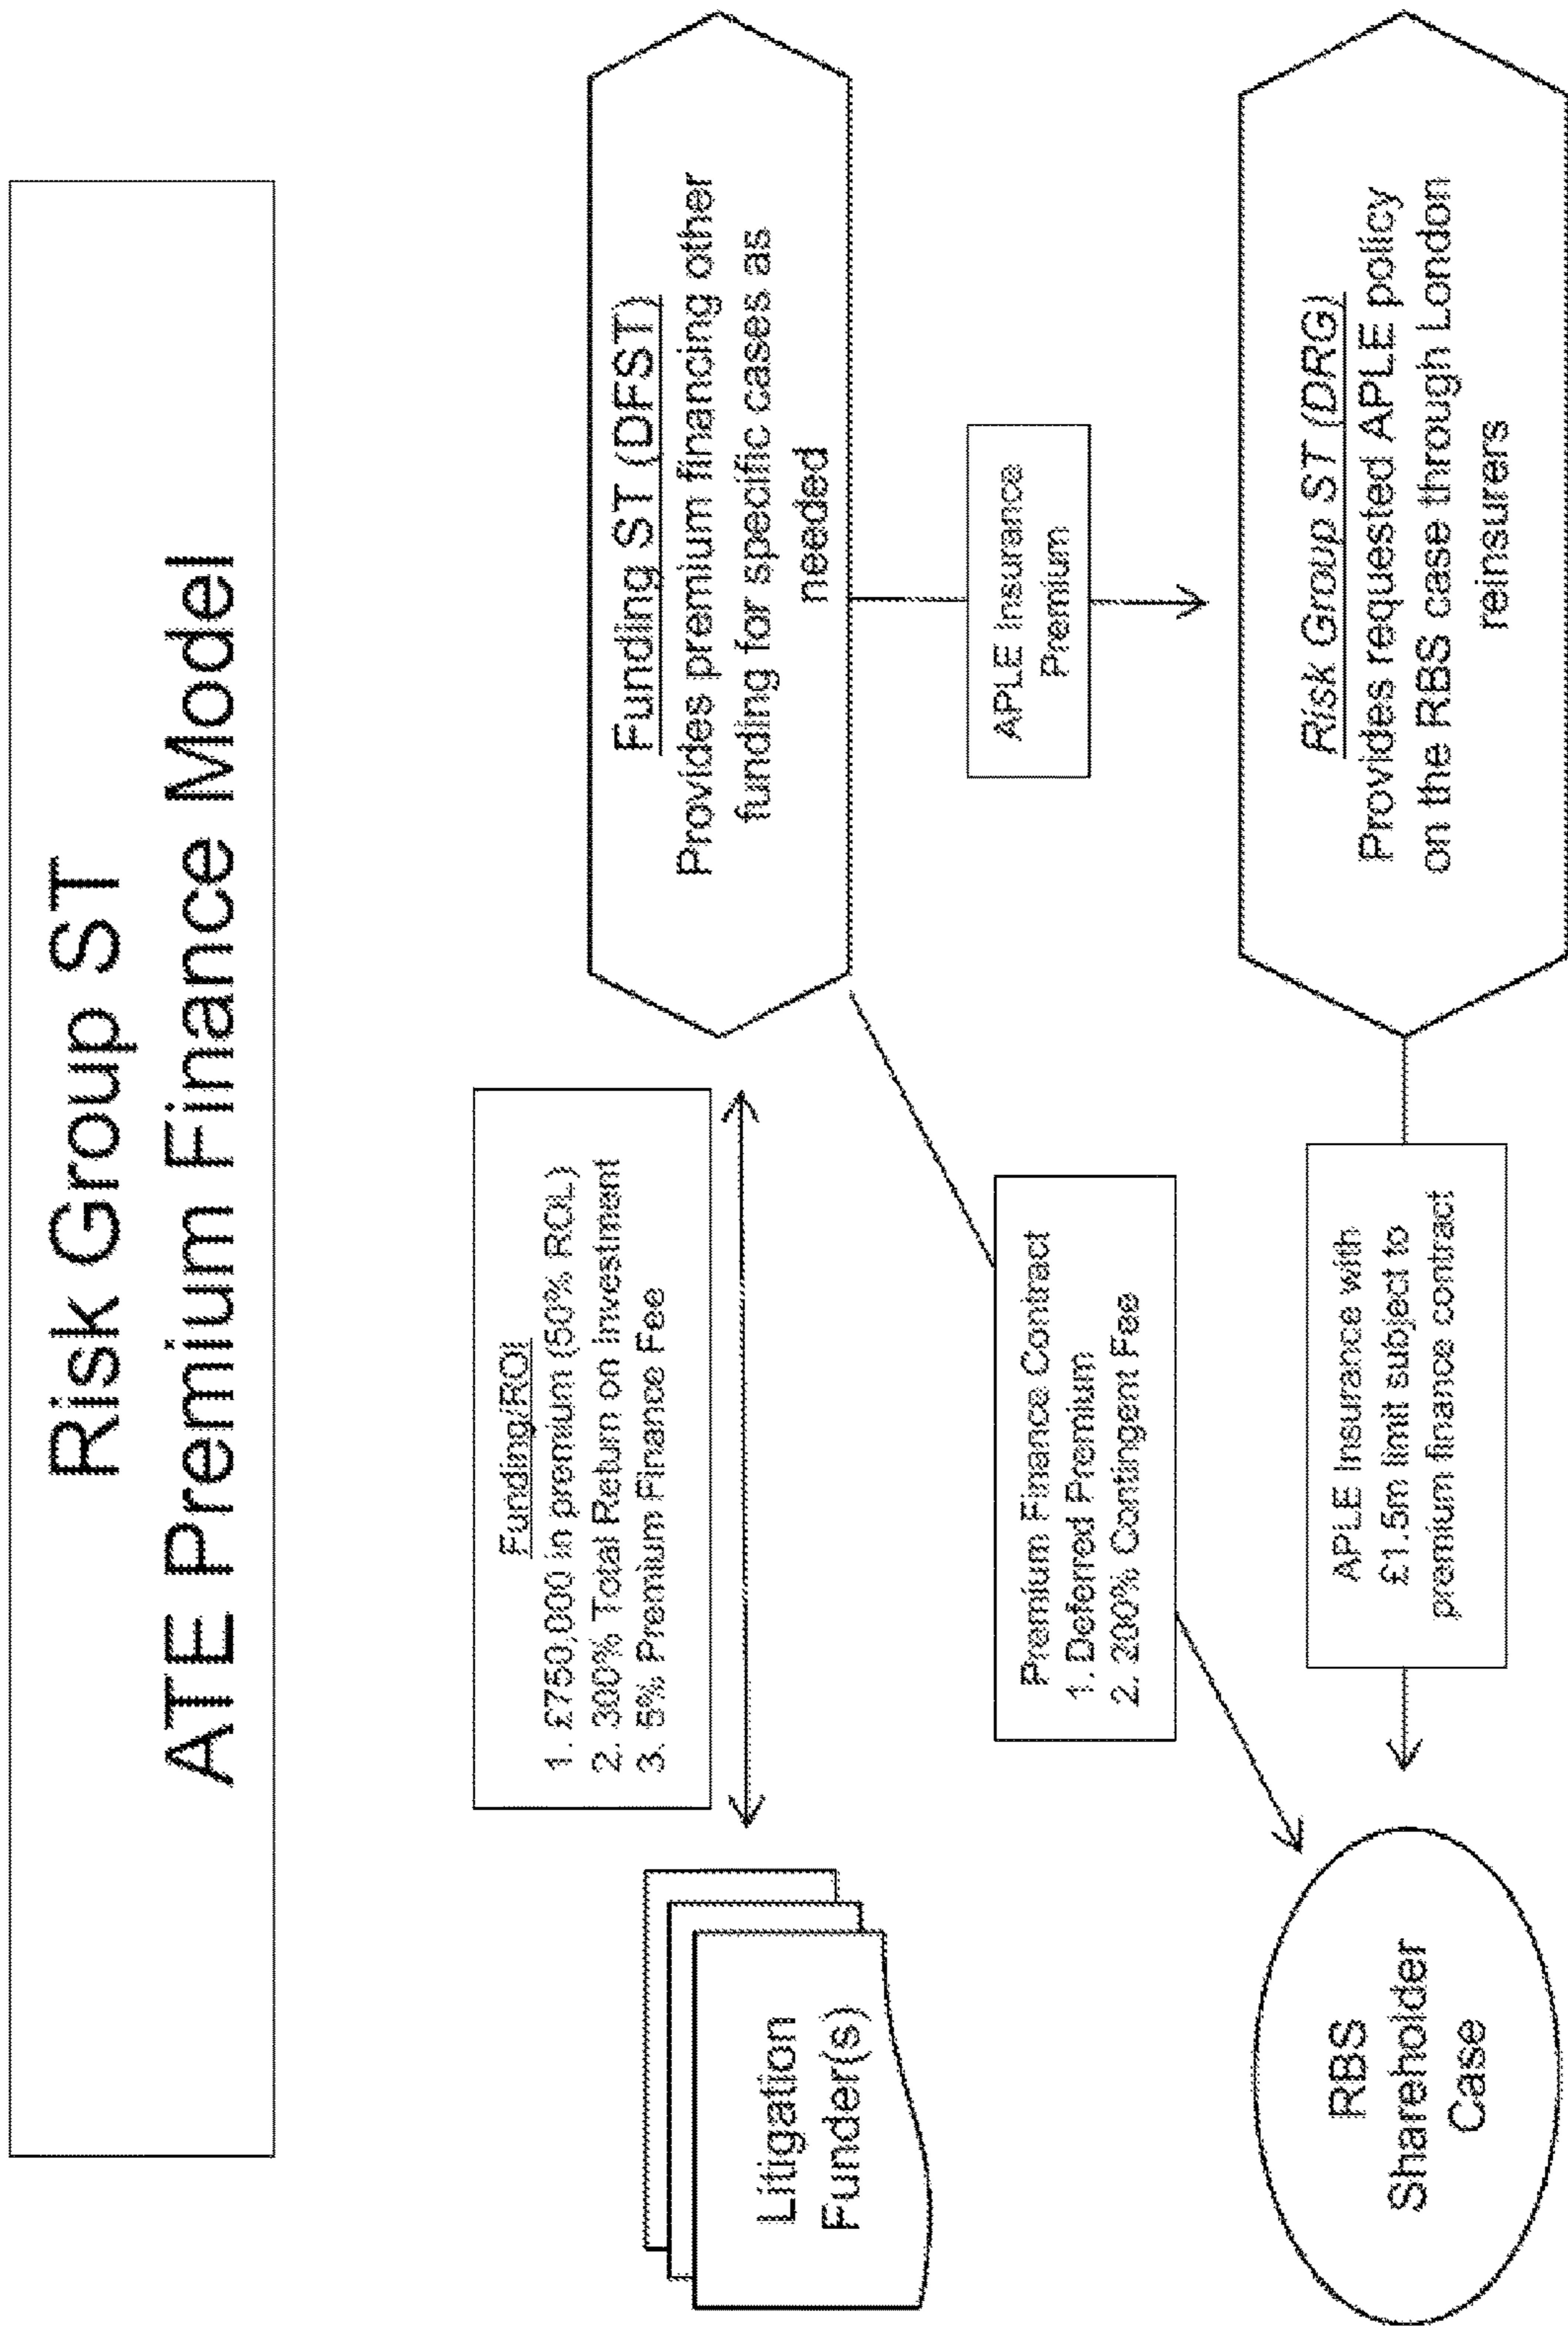 Risk Group ST
ATE Premium Finance Model
Litigation
Funder(s)
Funding/ROI
1. £750,000 in premium (50% ROL)
2. 300% Total Return on Investment
3. 5% Premium Finance Fee
Funding ST (DFST)
Provides premium financing other
funding for specific cases as
needed
Premium Finance Contract
1. Deferred Premium
2. 200% Contingent Fee
APLE Insurance
Premium
RBS
Shareholder
Case
APLE Insurance with
£1.5m limit subject to
premium finance contract
Risk Group ST (DRG)
Provides requested APLE policy
on the RBS case through London
reinsurers